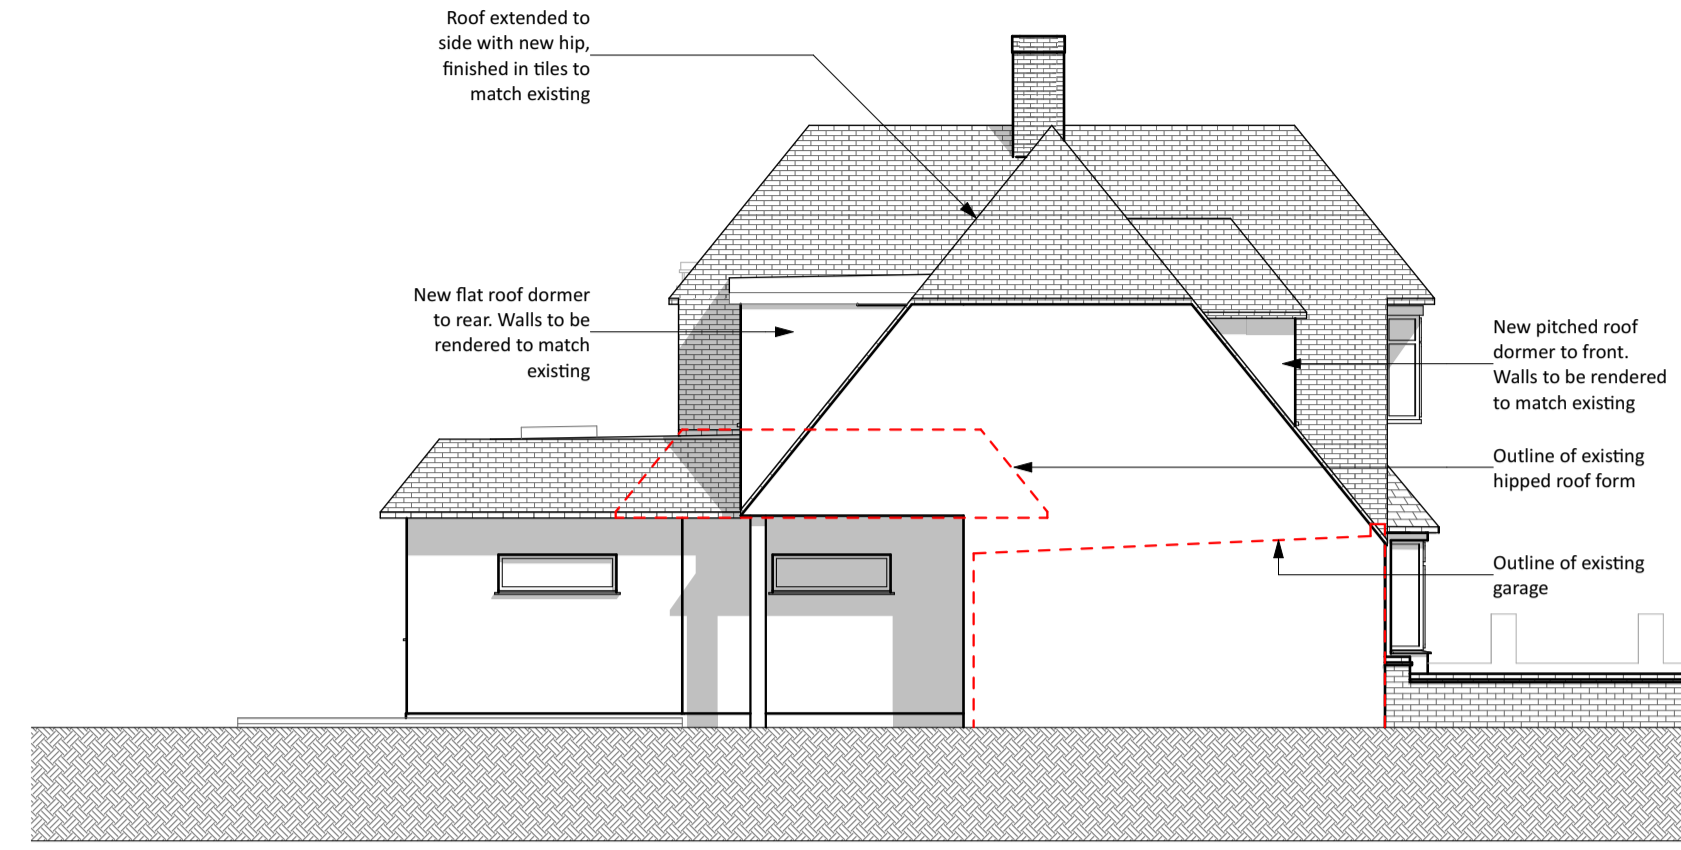 Roof extended to
side with new hip,
finished in tiles to
match existing
New flat roof dormer
to rear. Walls to be
rendered to match
existing
New pitched roof
dormer to front.
Walls to be rendered
to match existing
Outline of existing
hipped roof form
Outline of existing
garage